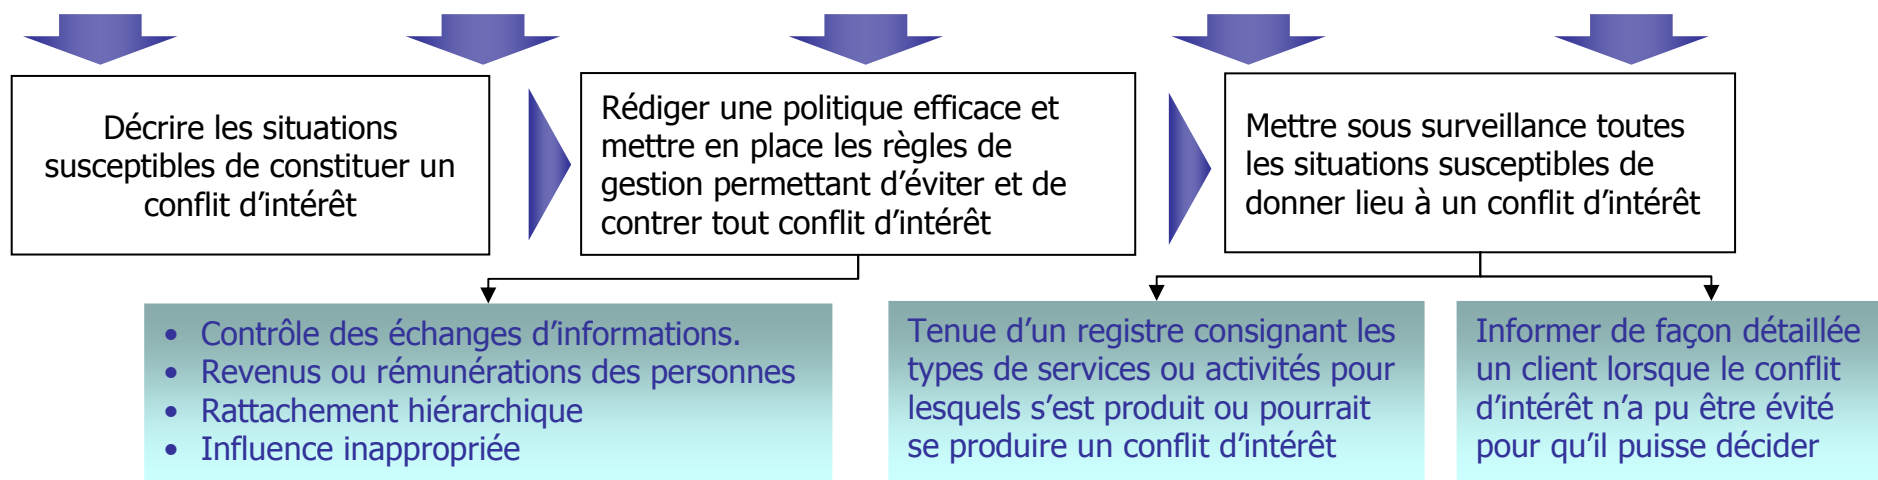 Décrire les situations
susceptibles de constituer un
conflit d’intérêt
Rédiger une politique efficace et
mettre en place les règles de
gestion permettant d’éviter et de
contrer tout conflit d’intérêt
Mettre sous surveillance toutes
les situations susceptibles de
donner lieu à un conflit d’intérêt
• Contrôle des échanges d’informations.
• Revenus ou rémunérations des personnes
• Rattachement hiérarchique
• Influence inappropriée
Tenue d’un registre consignant les
types de services ou activités pour
lesquels s’est produit ou pourrait
se produire un conflit d’intérêt
Informer de façon détaillée
un client lorsque le conflit
d’intérêt n’a pu être évité
pour qu’il puisse décider